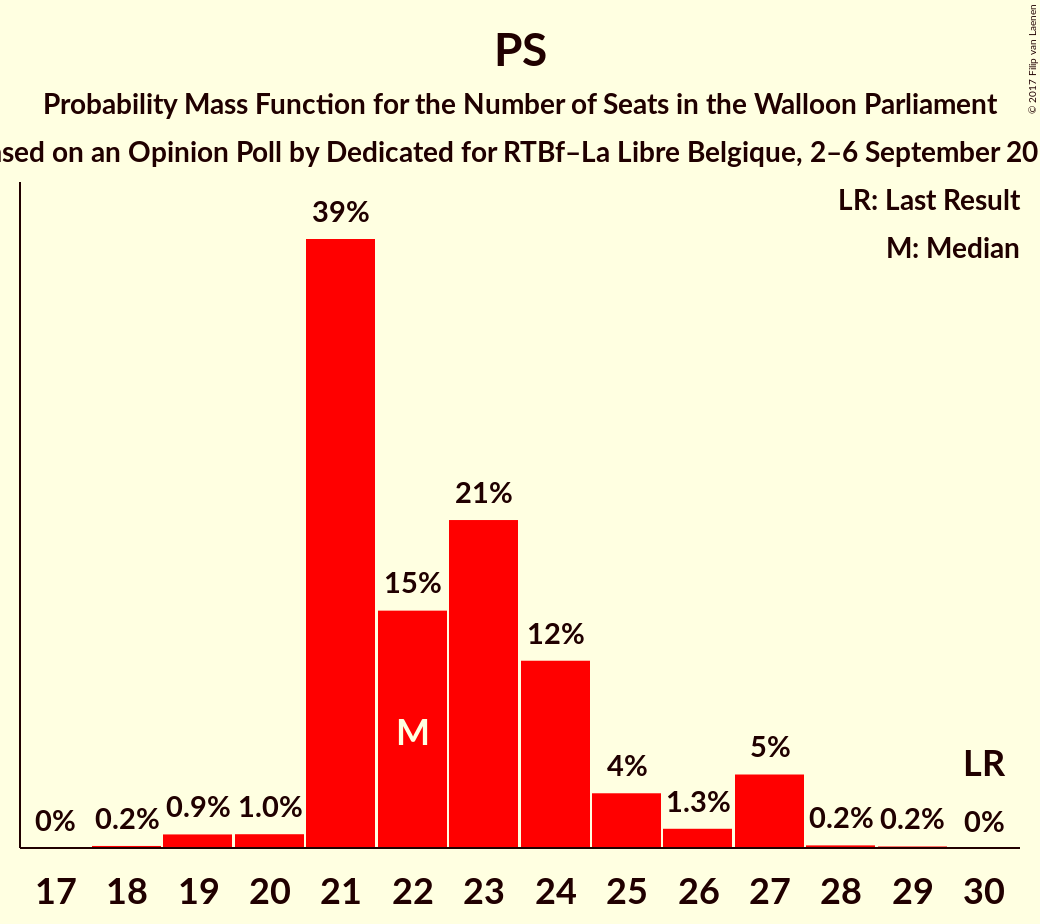 PS
Probability Mass Function for the Number of Seats in the Walloon Parliament
on an Opinion Poll by Dedicated for RTBf–La Libre Belgique, 2–6 September
LR: Last Result
M: Median
39%
21%
15%
12%
M
5%
4%
LR
1.3%
0.9%
1.0%
0%
0.2%
0.2%
0.2%
0%
17 18 19 20 21 22 23 24 25 26 27 28 29 30
© 2017 Filip van Laenen